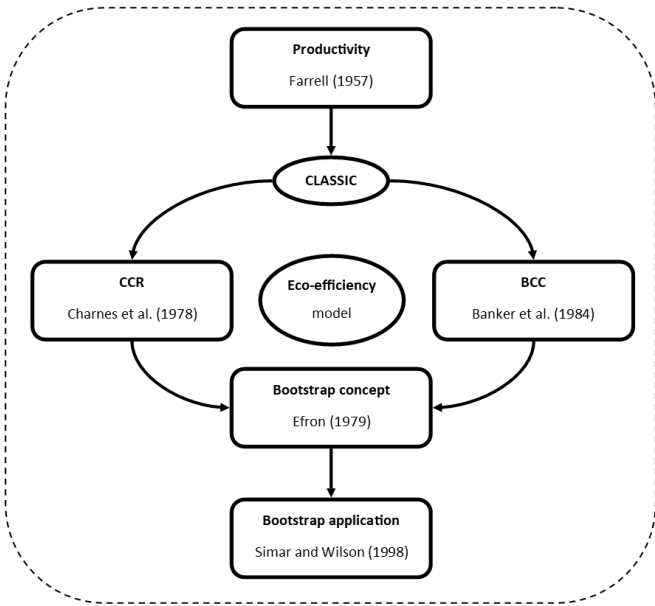 Productivity
Farrell (1957)
CLASSIC
CCR
Charnes et al. (1978)
Eco-efficiency
model
BCC
Banker et al. (1984)
Bootstrap concept
Efron (1979)
Bootstrap application
Simar and Wilson (1998)